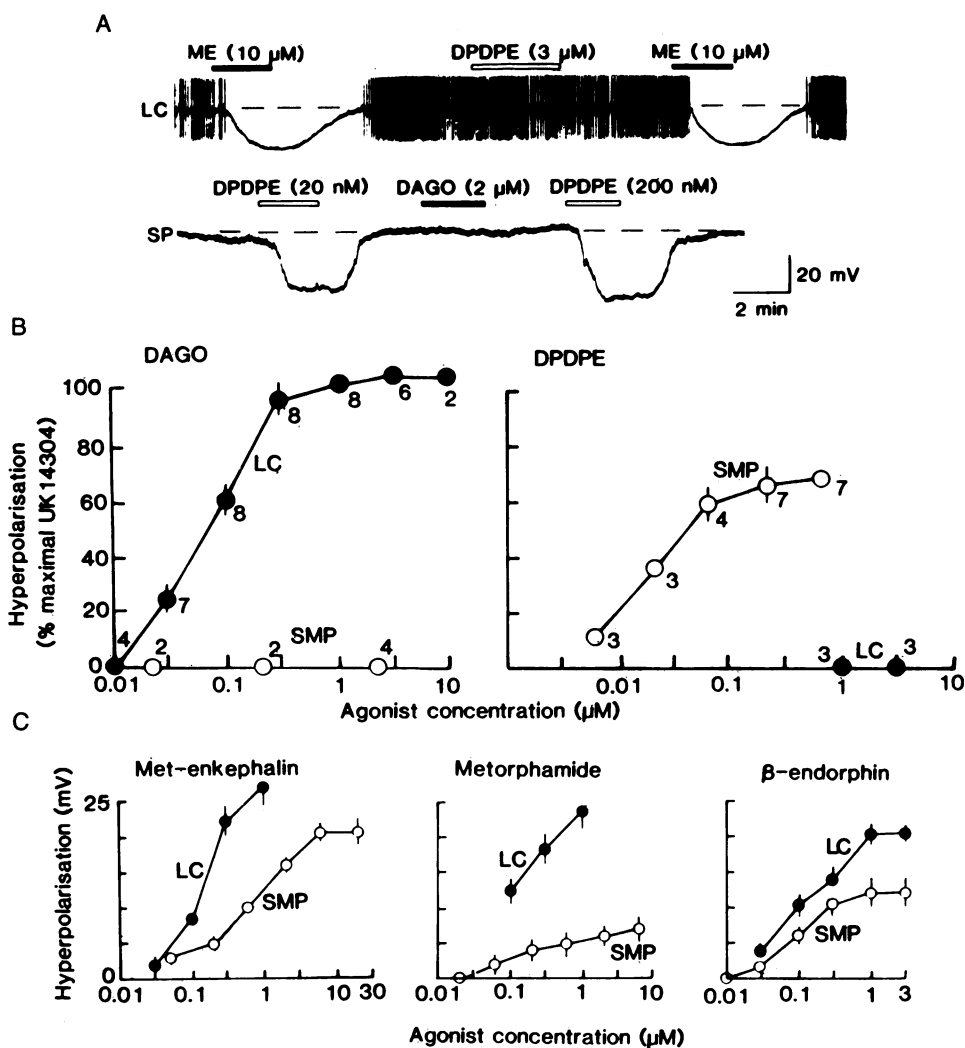 A
ME (10 µM)
DPDPE (3 µM)
ME (10 µM)
LC
DPDPE (20 nM)
DAGO (2 µM)
DPDPE (200 nM)
SP
20 mV
2 min
B
DAGO
DPDPE
Hyperpolarisation
(% maximal UK14304)
100
80
60
40
20
0
LC
SMP
4
7
8
8
8
6
2
2
2
4
0.01
0.1
1
10
SMP
3
3
4
7
7
3
LC
3
0.01
0.1
1
10
Agonist concentration (µM)
C
Hyperpolarisation (mV)
Met-enkephalin
Metorphamide
β-endorphin
25
0
LC
SMP
0.01
0.1
1
10
30
LC
SMP
0.01
0.1
1
10
LC
SMP
0.01
0.1
1
3
Agonist concentration (µM)